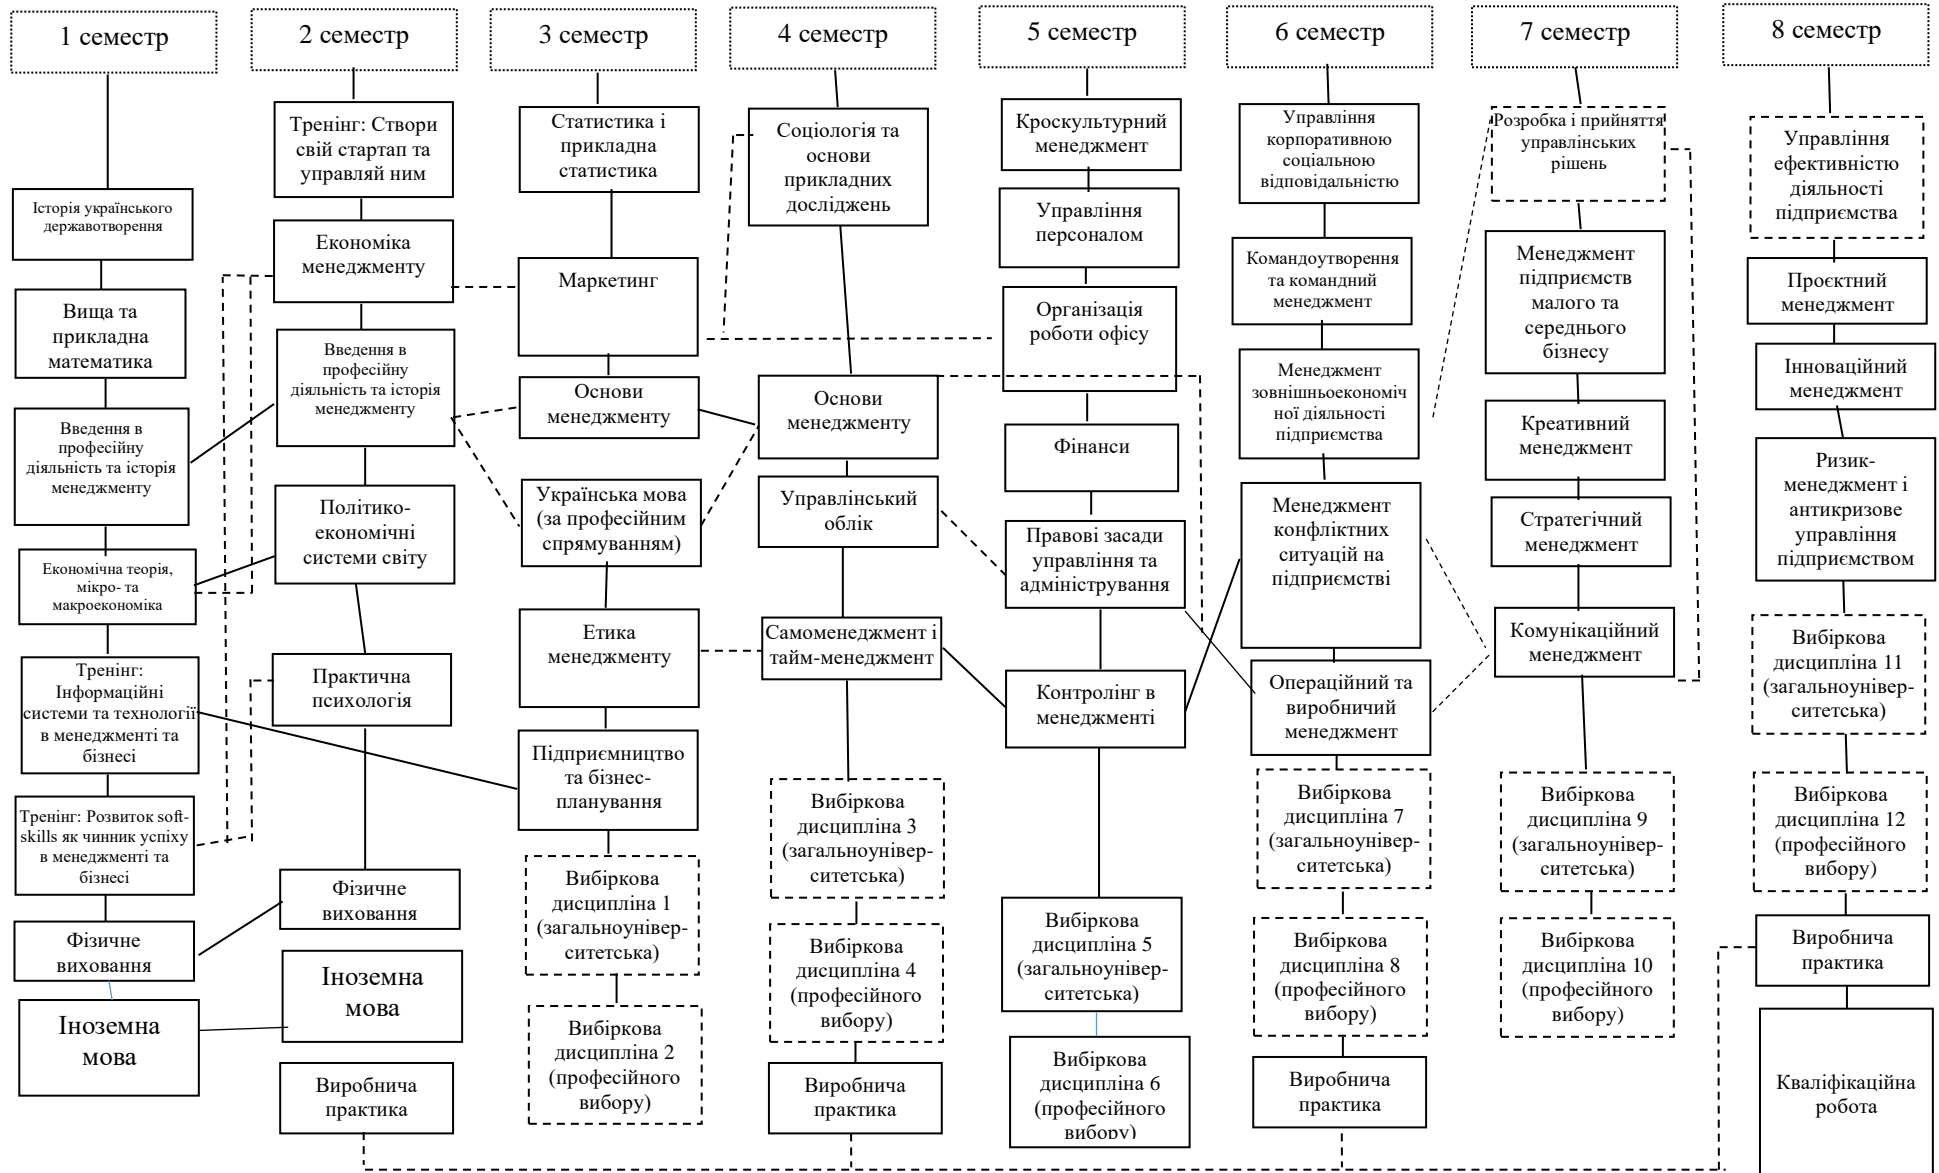 1 семестр
2 семестр
3 семестр
4 семестр
5 семестр
6 семестр
7 семестр
8 семестр
Історія українського
державотворення
Вища та
прикладна
математика
Введення в
професійну
діяльність та історія
менеджменту
Економічна теорія,
мікро- та
макроекономіка
Тренінг:
Інформаційні
системи та технології
в менеджменті та
бізнесі
Тренінг: Розвиток soft-
skills як чинник успіху
в менеджменті та
бізнесі
Фізичне
виховання
Іноземна
мова
Тренінг: Створи
свій стартап та
управляй ним
Економіка
менеджменту
Введення в
професійну
діяльність та історія
менеджменту
Політико-
економічні
системи світу
Практична
психологія
Фізичне
виховання
Іноземна
мова
Виробнича
практика
Статистика і
прикладна
статистика
Маркетинг
Основи
менеджменту
Українська мова
(за професійним
спрямуванням)
Етика
менеджменту
Підприємництво
та бізнес-
планування
Вибіркова
дисципліна 1
(загальноунівер-
ситетська)
Вибіркова
дисципліна 2
(професійного
вибору)
Соціологія та
основи
прикладних
досліджень
Основи
менеджменту
Управлінський
облік
Самоменеджмент і
тайм-менеджмент
Вибіркова
дисципліна 3
(загальноунівер-
ситетська)
Вибіркова
дисципліна 4
(професійного
вибору)
Виробнича
практика
Кроскультурний
менеджмент
Управління
персоналом
Організація
роботи офісу
Фінанси
Правові засади
управління та
адміністрування
Контролінг в
менеджменті
Вибіркова
дисципліна 5
(загальноунівер-
ситетська)
Вибіркова
дисципліна 6
(професійного
вибору)
Управління
корпоративною
соціальною
відповідальністю
Командоутворення
та командний
менеджмент
Менеджмент
зовнішньоекономіч
ної діяльності
підприємства
Менеджмент
конфліктних
ситуацій на
підприємстві
Операційний та
виробничий
менеджмент
Вибіркова
дисципліна 7
(загальноунівер-
ситетська)
Вибіркова
дисципліна 8
(професійного
вибору)
Виробнича
практика
Розробка і прийняття
управлінських
рішень
Менеджмент
підприємств
малого та
середнього
бізнесу
Креативний
менеджмент
Стратегічний
менеджмент
Комунікаційний
менеджмент
Вибіркова
дисципліна 9
(загальноунівер-
ситетська)
Вибіркова
дисципліна 10
(професійного
вибору)
Управління
ефективністю
діяльності
підприємства
Проєктний
менеджмент
Інноваційний
менеджмент
Ризик-
менеджмент і
антикризове
управління
підприємством
Вибіркова
дисципліна 11
(загальноунівер-
ситетська)
Вибіркова
дисципліна 12
(професійного
вибору)
Виробнича
практика
Кваліфікаційна
робота